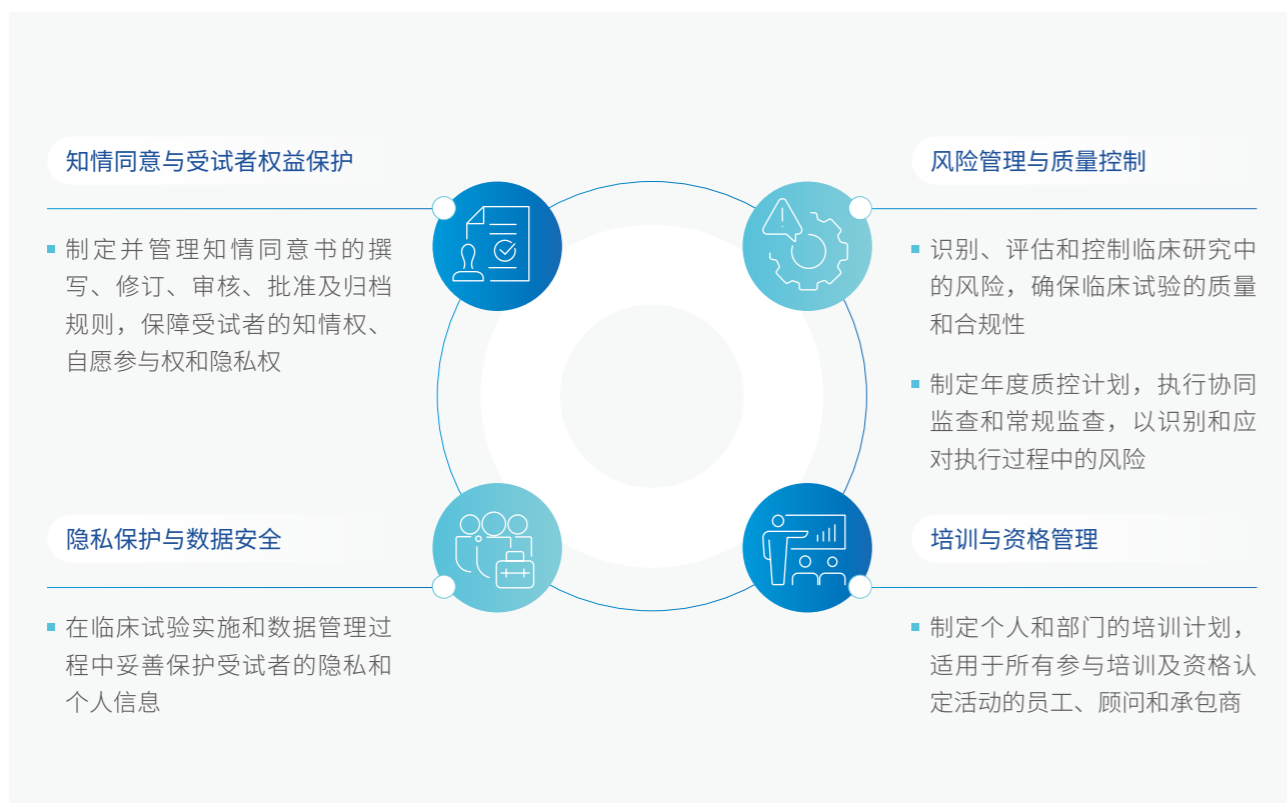 知情同意与受试者权益保护
制定并管理知情同意书的撰
写、修订、审核、批准及归档
规则，保障受试者的知情权、
自愿参与权和隐私权
风险管理与质量控制
识别、评估和控制临床研究中
的风险，确保临床试验的质量
和合规性
制定年度质控计划，执行协同
监查和常规监查，以识别和应
对执行过程中的风险
隐私保护与数据安全
在临床试验实施和数据管理过
程中妥善保护受试者的隐私和
个人信息
培训与资格管理
制定个人和部门的培训计划，
适用于所有参与培训及资格认
定活动的员工、顾问和承包商